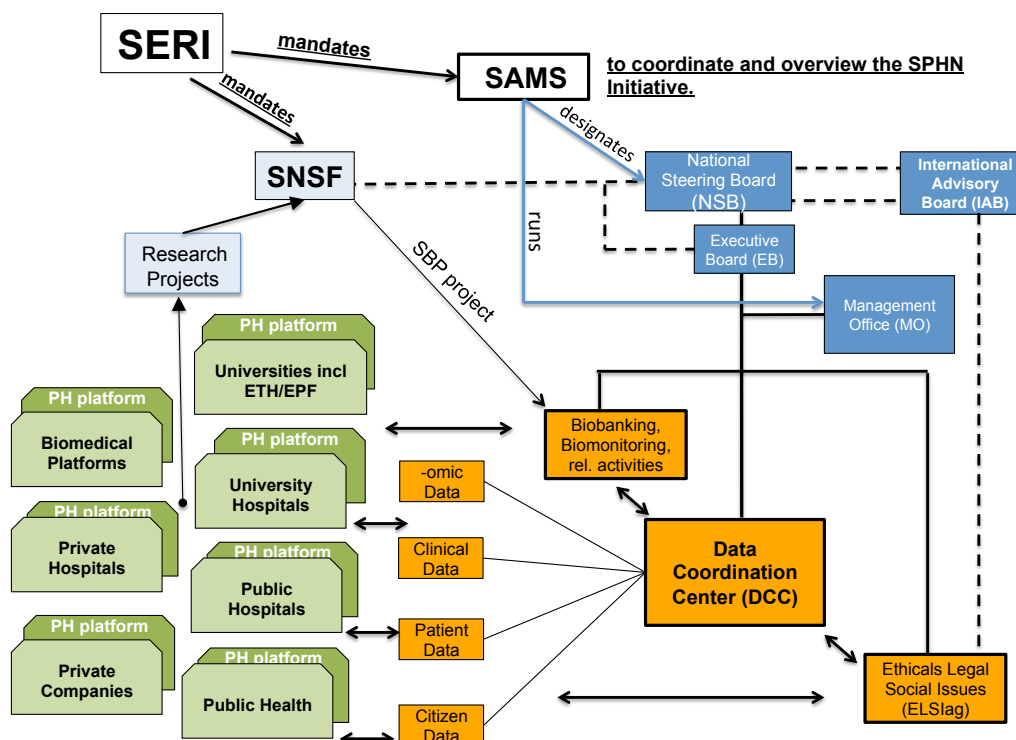 SERI
mandates
mandates
SAMS
to coordinate and overview the SPHN
Initiative.
designates
runs
SNSF
National
Steering Board
(NSB)
International
Advisory
Board (IAB)
Executive
Board (EB)
Management
Office (MO)
Research
Projects
SBP project
PH platform
Universities incl
ETH/EPF
PH platform
Biomedical
Platforms
PH platform
University
Hospitals
PH platform
Private
Hospitals
PH platform
Public
Hospitals
PH platform
Private
Companies
PH platform
Public Health
Biobanking,
Biomonitoring,
rel. activities
-omic
Data
Clinical
Data
Patient
Data
Citizen
Data
Data
Coordination
Center (DCC)
Ethicals Legal
Social Issues
(ELSIag)